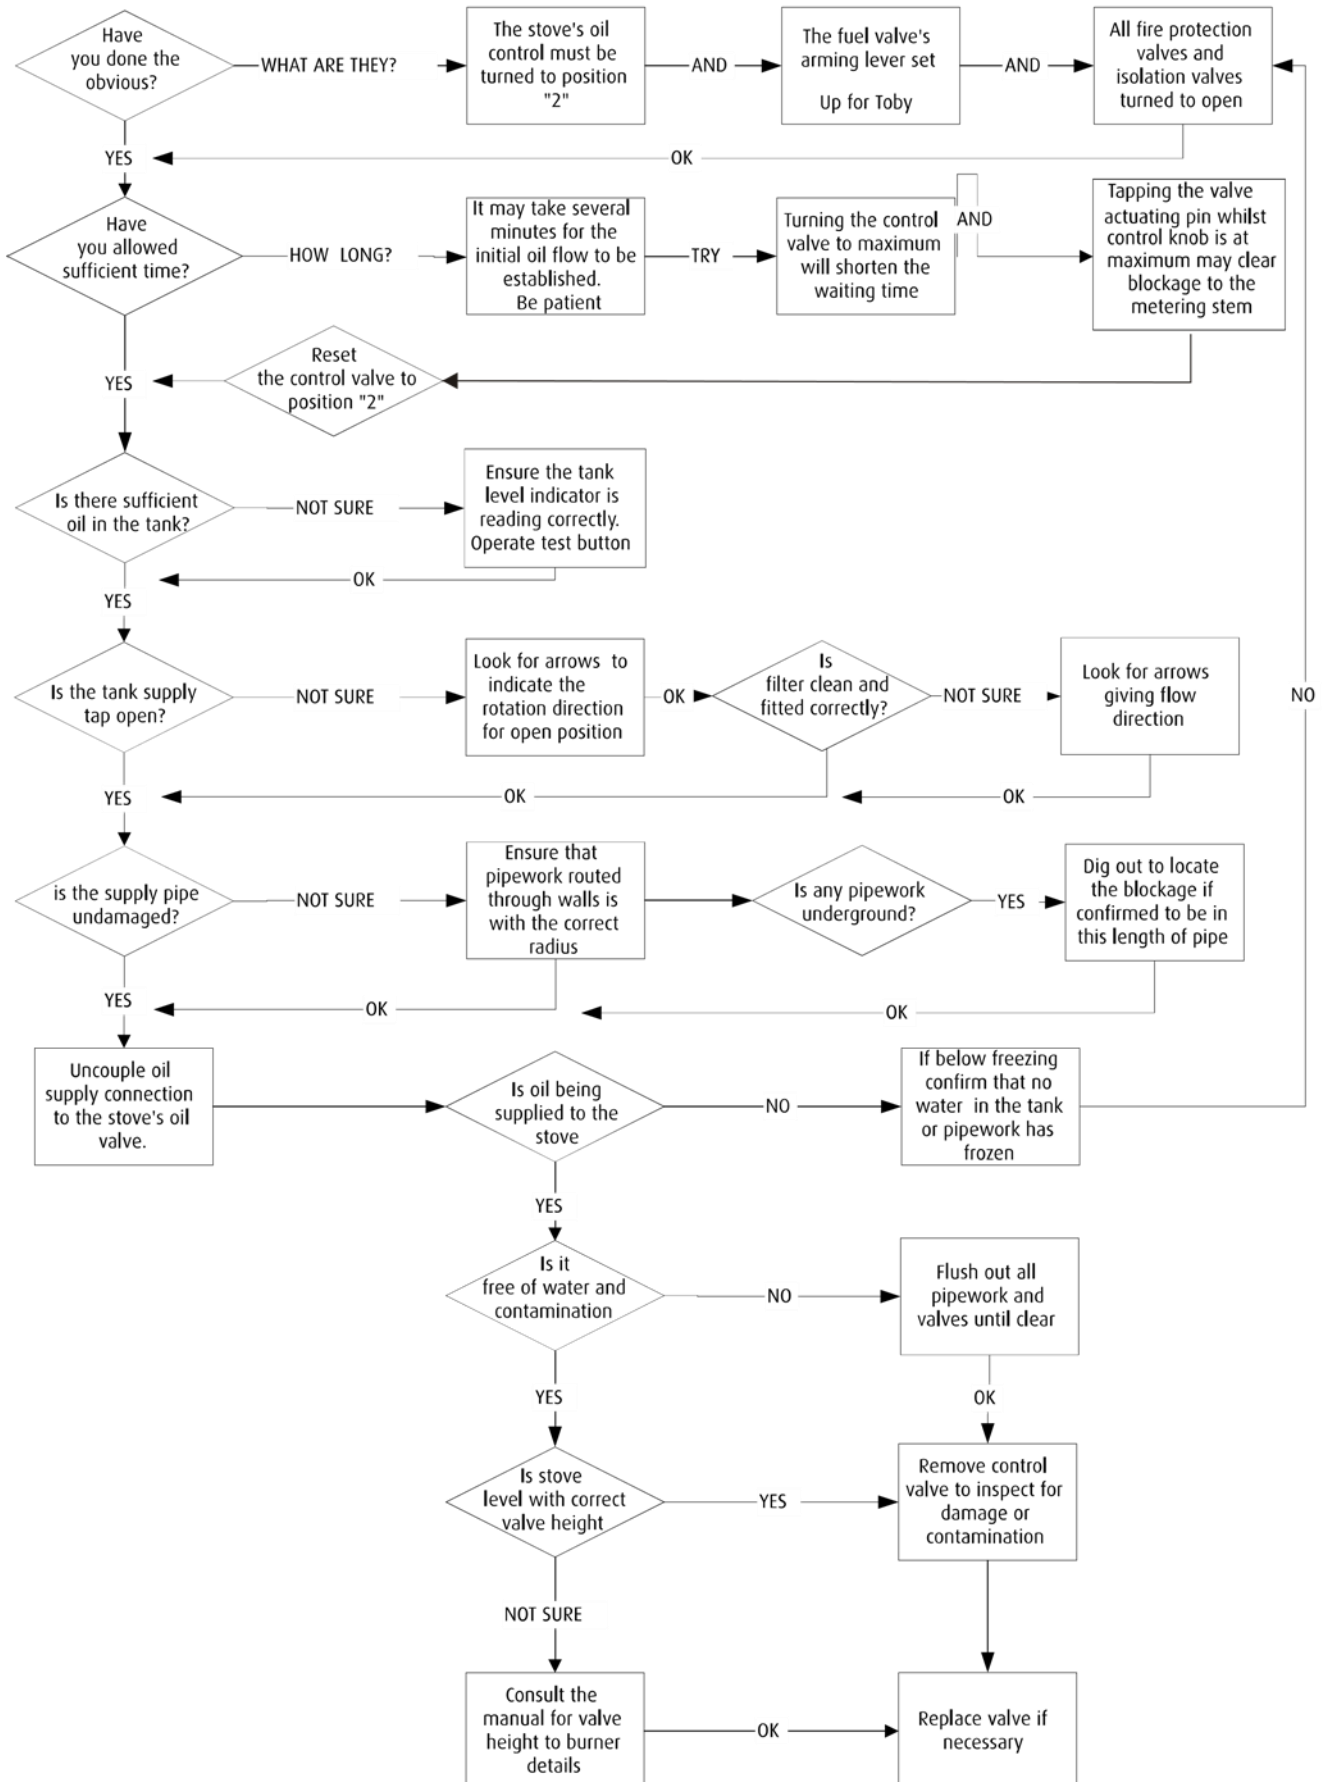 Have
you done the
obvious?
WHAT ARE THEY?
The stove's oil
control must be
turned to position
"2"
AND
The fuel valve's
arming lever set
Up for Toby
AND
All fire protection
valves and
isolation valves
turned to open
YES
OK
Have
you allowed
sufficient time?
HOW LONG?
It may take several
minutes for the
initial oil flow to be
established.
Be patient
TRY
Turning the control
valve to maximum
will shorten the
waiting time
AND
Tapping the valve
actuating pin whilst
control knob is at
maximum may clear
blockage to the
metering stem
YES
Reset
the control valve to
position "2"
Is there sufficient
oil in the tank?
NOT SURE
Ensure the tank
level indicator is
reading correctly.
Operate test button
OK
YES
Is the tank supply
tap open?
NOT SURE
Look for arrows to
indicate the
rotation direction
for open position
OK
Is
filter clean and
fitted correctly?
NOT SURE
Look for arrows
giving flow
direction
NO
YES
OK
OK
is the supply pipe
undamaged?
NOT SURE
Ensure that
pipework routed
through walls is
with the correct
radius
Is any pipework
underground?
YES
Dig out to locate
the blockage if
confirmed to be in
this length of pipe
YES
OK
OK
Uncouple oil
supply connection
to the stove's oil
valve.
Is oil being
supplied to the
stove
NO
If below freezing
confirm that no
water in the tank
or pipework has
frozen
YES
Is it
free of water and
contamination
NO
Flush out all
pipework and
valves until clear
YES
OK
Is stove
level with correct
valve height
YES
Remove control
valve to inspect for
damage or
contamination
NOT SURE
Consult the
manual for valve
height to burner
details
OK
Replace valve if
necessary